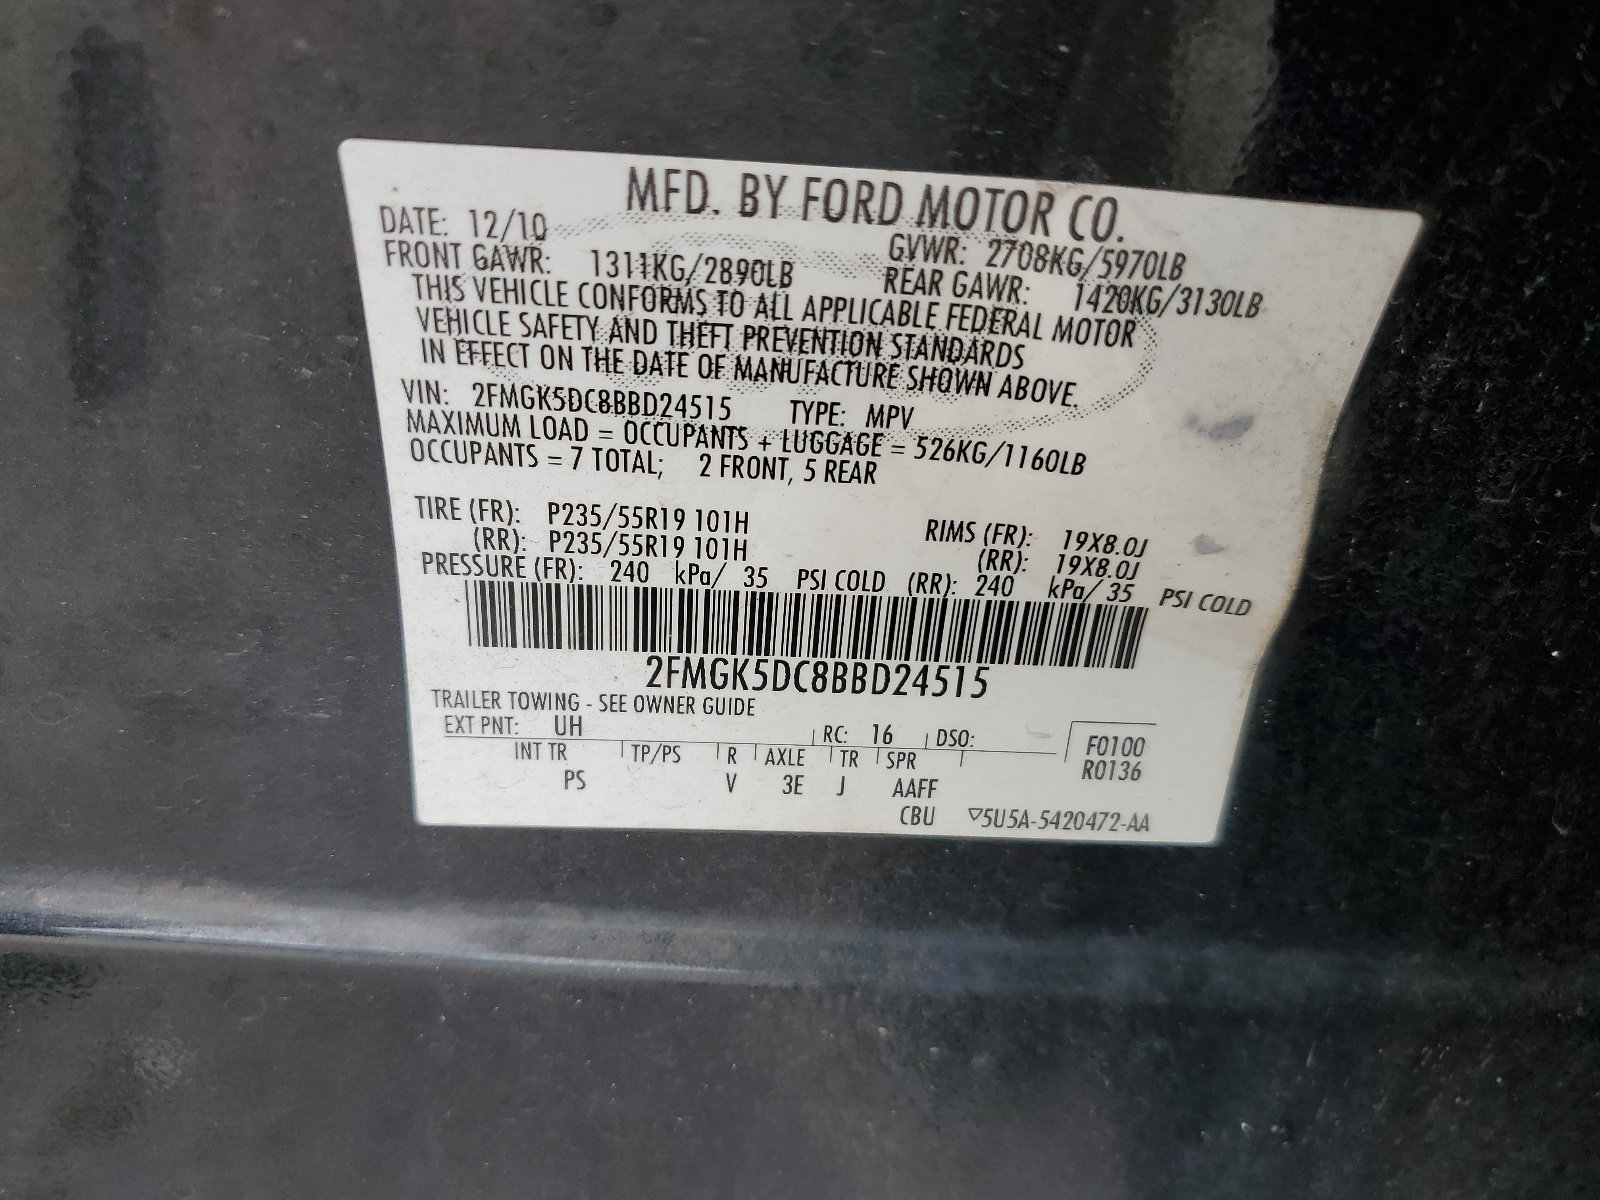 MFD. BY FORD MOTOR CO.
DATE: 12/10 GVWR: 2708KG/5970LB
FRONT GAWR: 1311KG/2890LB REAR GAWR: 1420KG/3130LB
THIS VEHICLE CONFORMS TO ALL APPLICABLE FEDERAL MOTOR
VEHICLE SAFETY AND THEFT PREVENTION STANDARDS
IN EFFECT ON THE DATE OF MANUFACTURE SHOWN ABOVE.
VIN: 2FMGK5DC8BBD24515 TYPE: MPV
MAXIMUM LOAD = OCCUPANTS + LUGGAGE = 526KG/1160LB
OCCUPANTS = 7 TOTAL; 2 FRONT, 5 REAR
TIRE (FR): P235/55R19 101H RIMS (FR): 19X8.0J
(RR): P235/55R19 101H (RR): 19X8.0J
PRESSURE (FR): 240 kPa/ 35 PSI COLD (RR): 240 kPa/ 35 PSI COLD
2FMGK5DC8BBD24515
TRAILER TOWING - SEE OWNER GUIDE
EXT PNT: UH RC: 16 DSO: F0100
INT TR TP/PS R AXLE TR SPR R0136
PS V 3E J AAFF
CBU ▽5U5A-5420472-AA